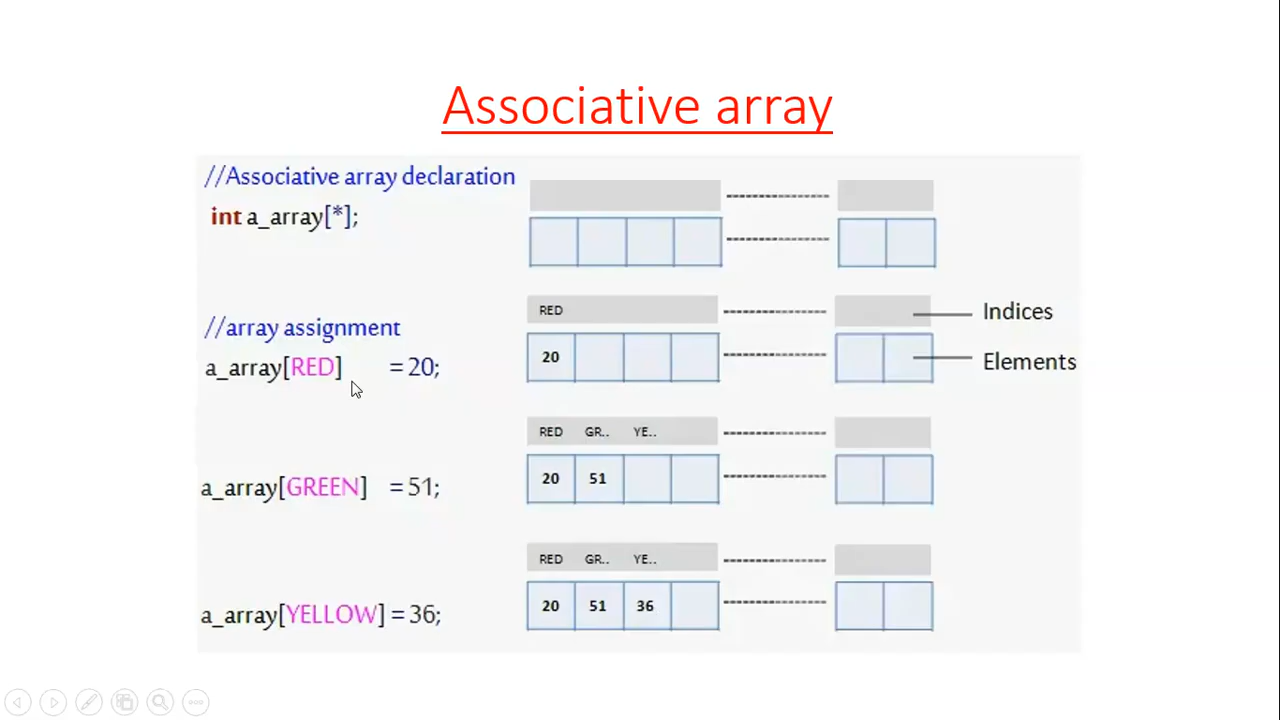 Associative array
//Associative array declaration
int a_array[*];
//array assignment
a_array[RED] = 20;
RED
20
Indices
Elements
a_array[GREEN] = 51;
RED GR.. YE..
20 51
a_array[YELLOW] = 36;
RED GR.. YE..
20 51 36